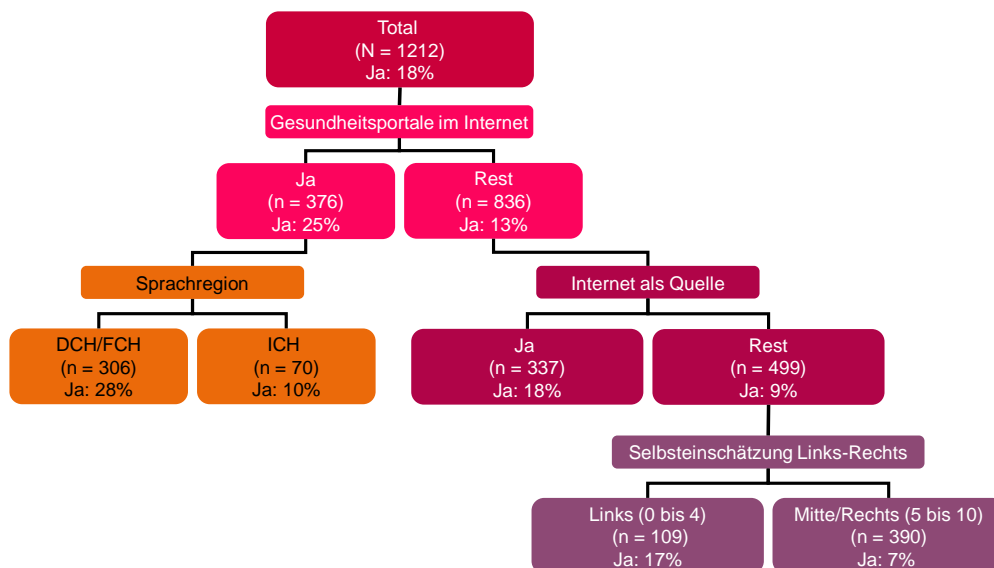 Total
(N = 1212)
Ja: 18%
Gesundheitsportale im Internet
Ja
(n = 376)
Ja: 25%
Rest
(n = 836)
Ja: 13%
Sprachregion
Internet als Quelle
DCH/FCH
(n = 306)
Ja: 28%
ICH
(n = 70)
Ja: 10%
Ja
(n = 337)
Ja: 18%
Rest
(n = 499)
Ja: 9%
Selbsteinschätzung Links-Rechts
Links (0 bis 4)
(n = 109)
Ja: 17%
Mitte/Rechts (5 bis 10)
(n = 390)
Ja: 7%